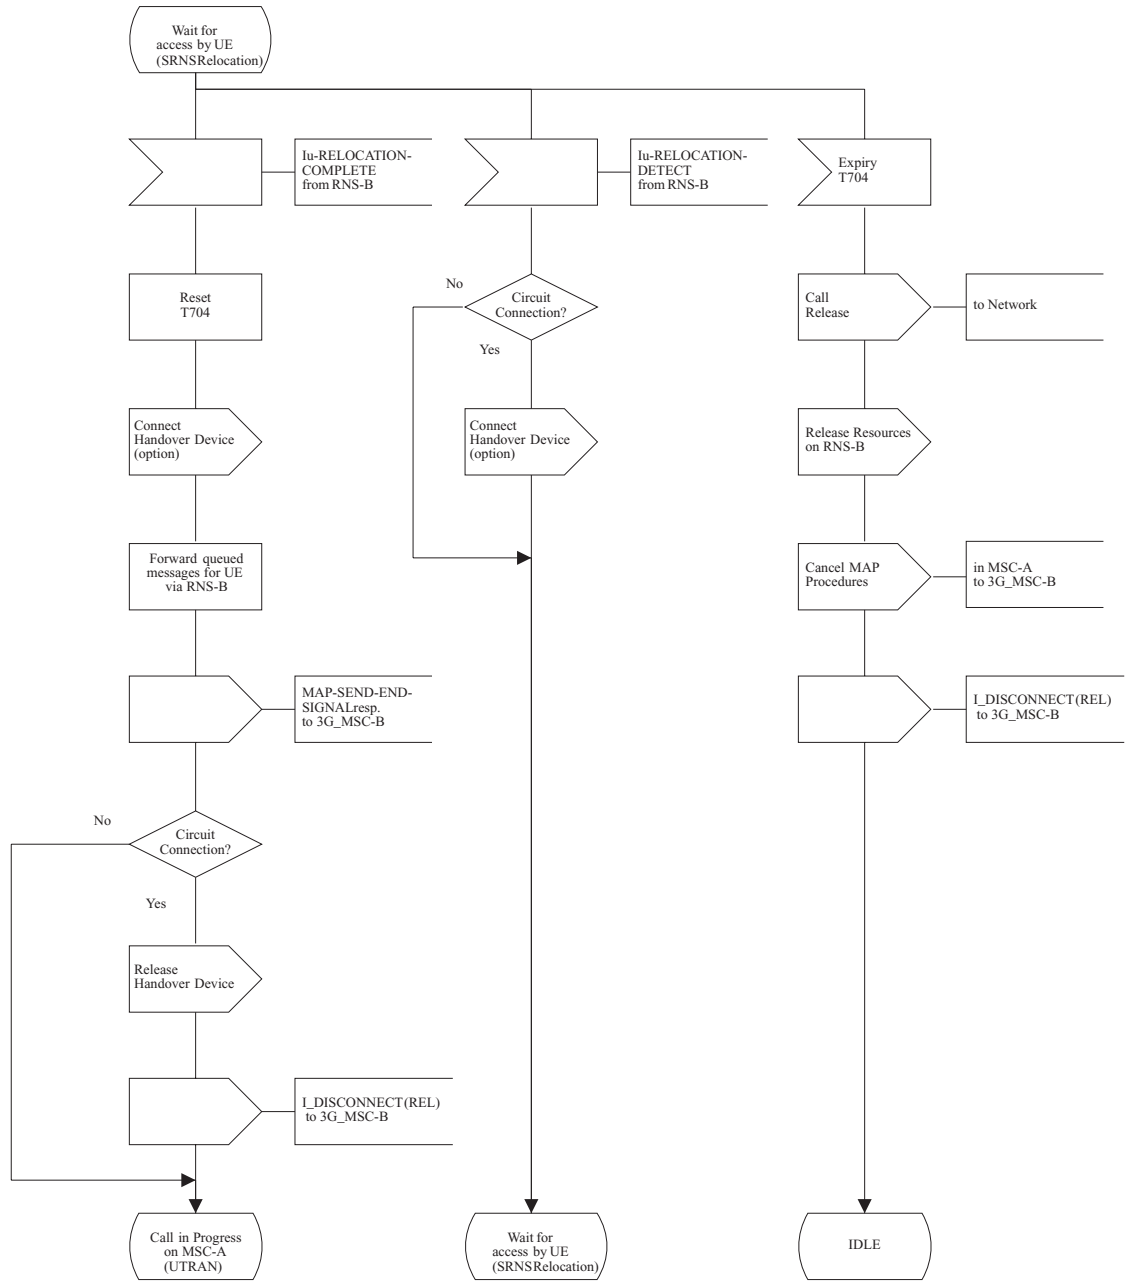 Wait for
access by UE
(SRNSRelocation)
Iu-RELOCATION-
COMPLETE
from RNS-B
Iu-RELOCATION-
DETECT
from RNS-B
Expiry
T704
Reset
T704
No
Circuit
Connection?
Yes
Call
Release
to Network
Connect
Handover Device
(option)
Connect
Handover Device
(option)
Release Resources
on RNS-B
Forward queued
messages for UE
via RNS-B
Cancel MAP
Procedures
in MSC-A
to 3G_MSC-B
MAP-SEND-END-
SIGNALresp.
to 3G_MSC-B
I_DISCONNECT(REL)
to 3G_MSC-B
No
Circuit
Connection?
Yes
Release
Handover Device
I_DISCONNECT(REL)
to 3G_MSC-B
Call in Progress
on MSC-A
(UTRAN)
Wait for
access by UE
(SRNSRelocation)
IDLE